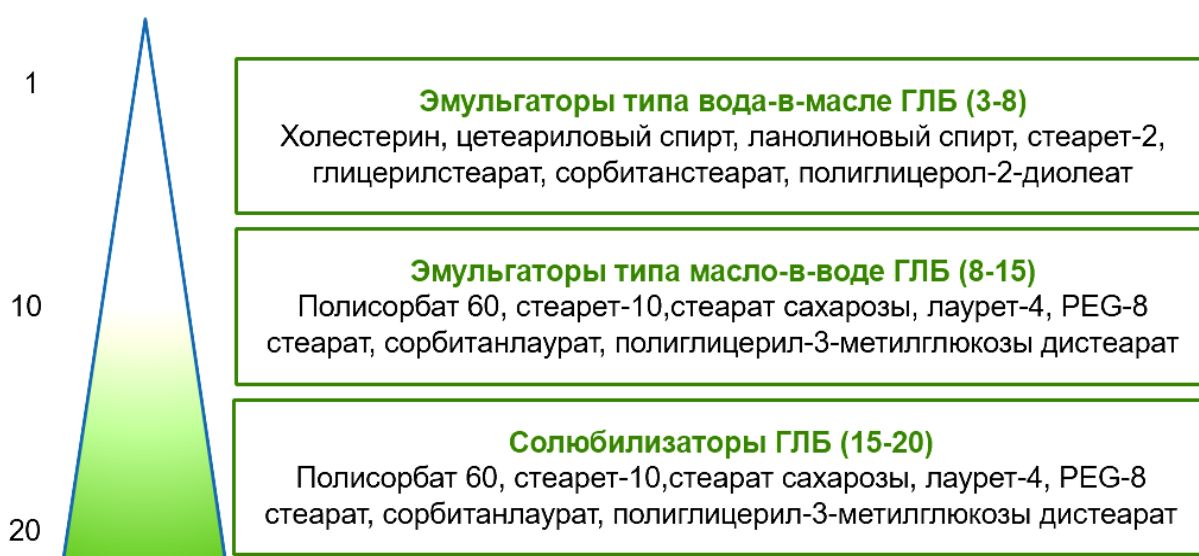 1
Эмульгаторы типа вода-в-масле ГЛБ (3-8)
Холестерин, цетеариловый спирт, ланолиновый спирт, стеарет-2,
глицерилстеарат, сорбитанстеарат, полиглицерол-2-диолеат
10
Эмульгаторы типа масло-в-воде ГЛБ (8-15)
Полисорбат 60, стеарет-10,стеарат сахарозы, лаурет-4, PEG-8
стеарат, сорбитанлаурат, полиглицерил-3-метилглюкозы дистеарат
20
Солюбилизаторы ГЛБ (15-20)
Полисорбат 60, стеарет-10,стеарат сахарозы, лаурет-4, PEG-8
стеарат, сорбитанлаурат, полиглицерил-3-метилглюкозы дистеарат